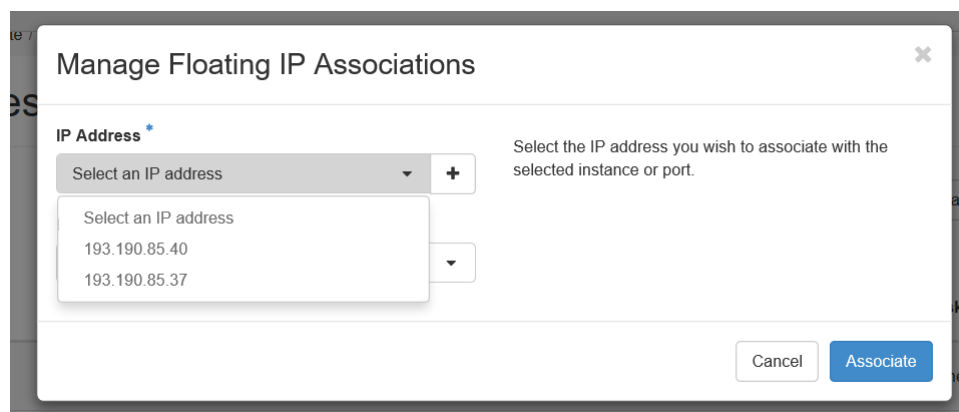 Manage Floating IP Associations
×
IP Address *
Select an IP address
+
Select an IP address
193.190.85.40
193.190.85.37
Select the IP address you wish to associate with the
selected instance or port.
Cancel
Associate